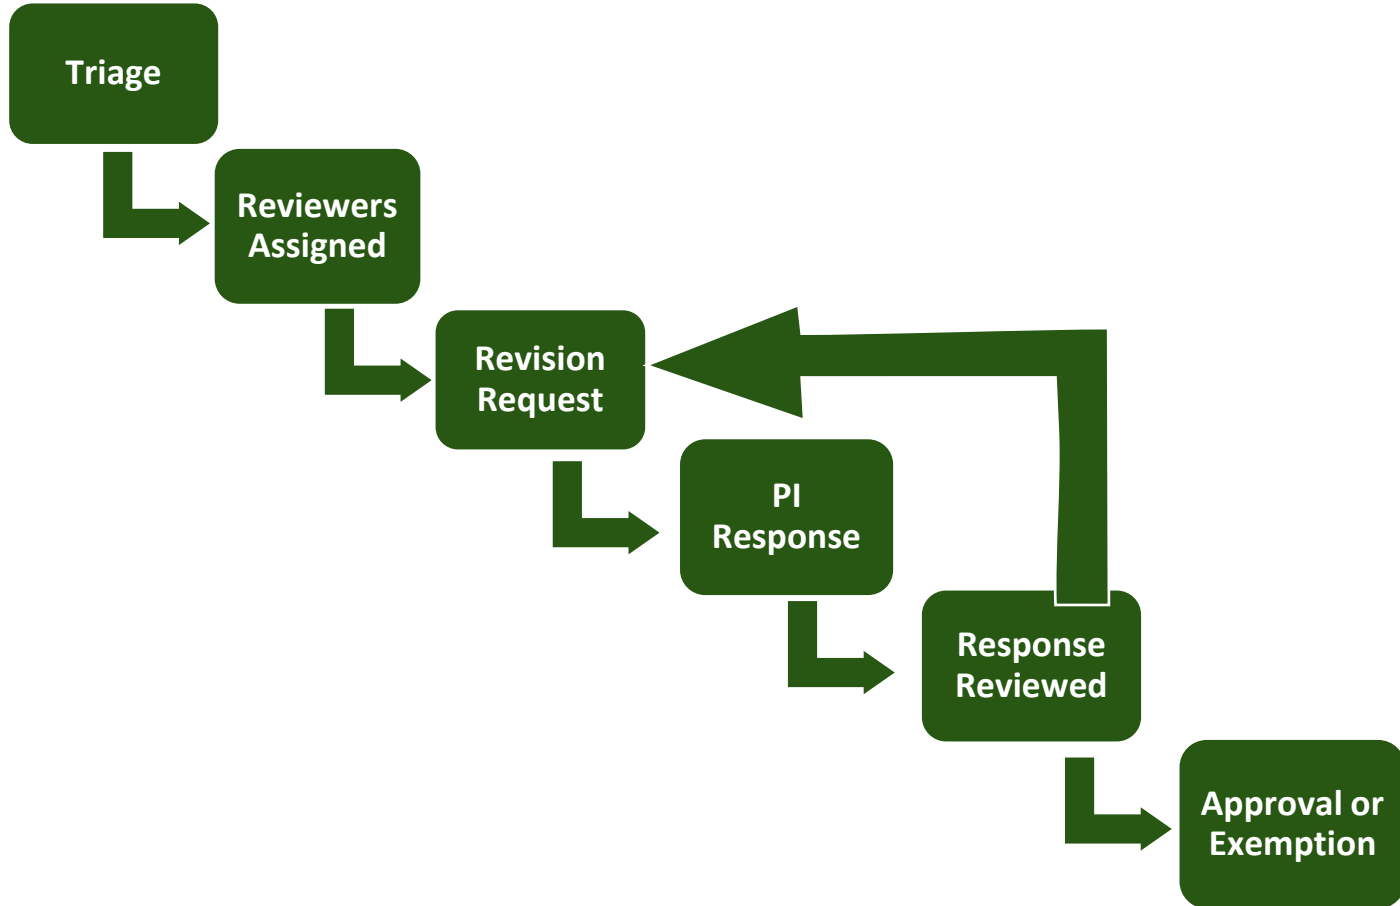 Triage
Reviewers
Assigned
Revision
Request
PI
Response
Response
Reviewed
Approval or
Exemption